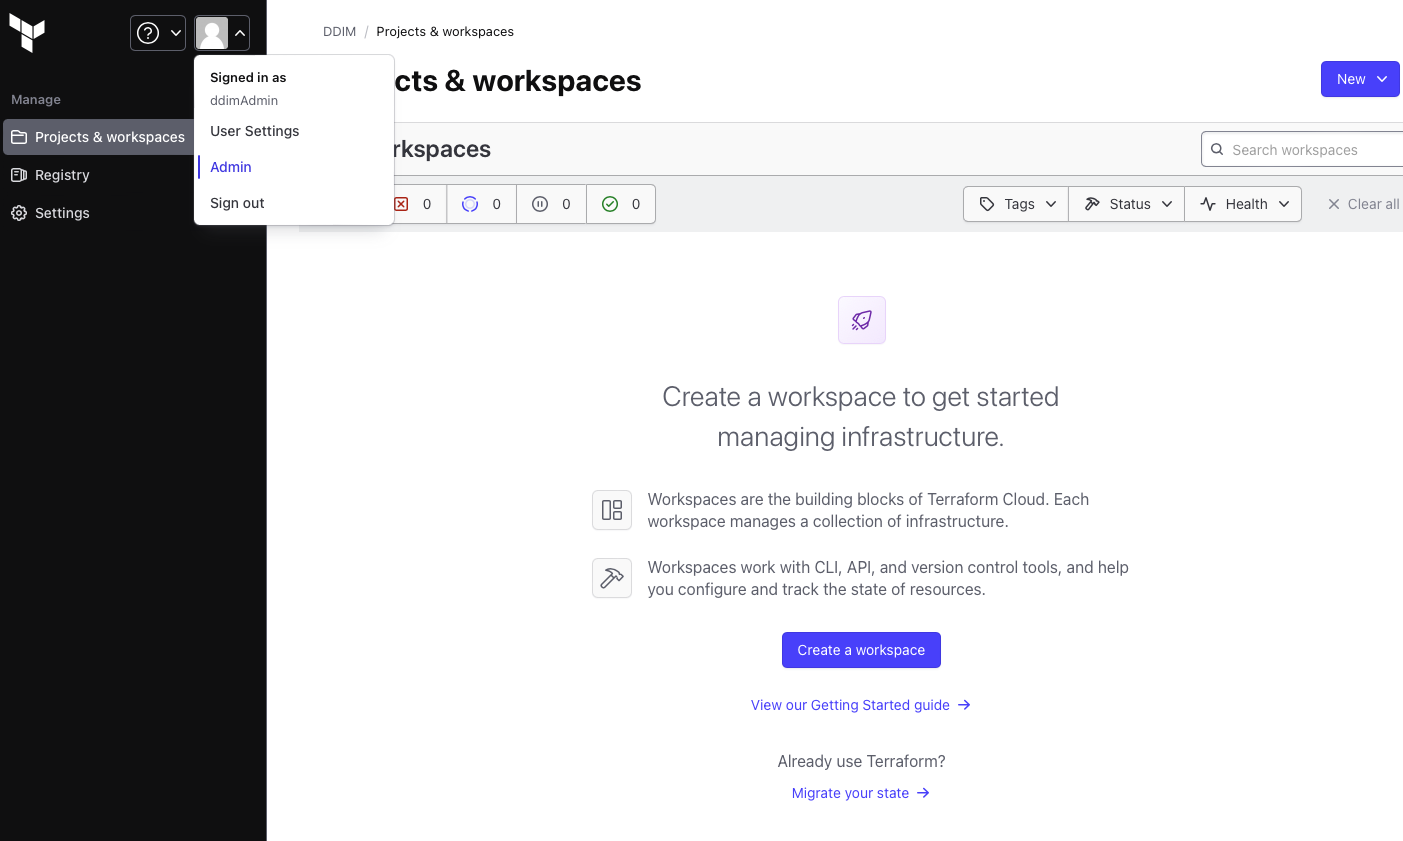 DDIM / Projects & workspaces
Signed in as
ddimAdmin
User Settings
Admin
Sign out
Manage
Projects & workspaces
Registry
Settings
cts & workspaces
New
rkspaces
Search workspaces
0 0 0 0
Tags Status Health Clear all
Create a workspace to get started
managing infrastructure.
Workspaces are the building blocks of Terraform Cloud. Each
workspace manages a collection of infrastructure.
Workspaces work with CLI, API, and version control tools, and help
you configure and track the state of resources.
Create a workspace
View our Getting Started guide
Already use Terraform?
Migrate your state